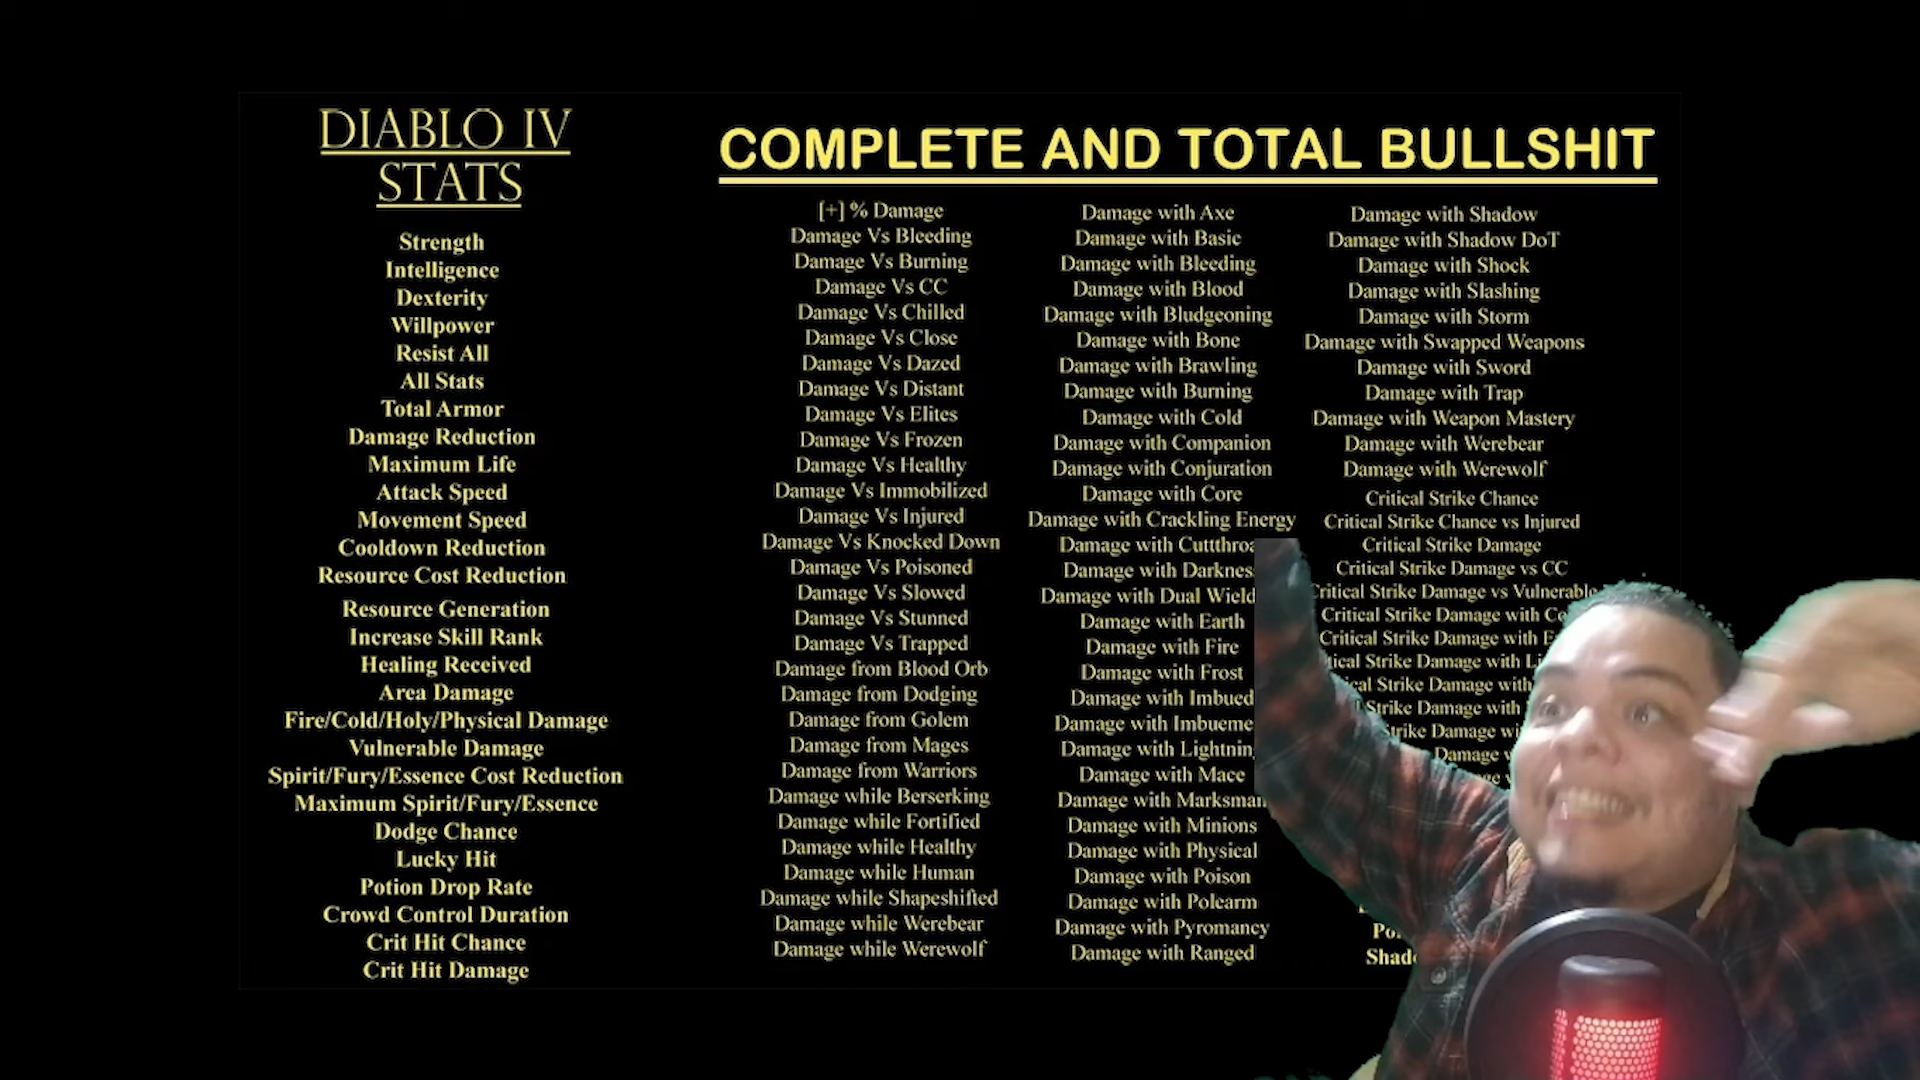 DIABLO IV
STATS
Strength
Intelligence
Dexterity
Willpower
Resist All
All Stats
Total Armor
Damage Reduction
Maximum Life
Attack Speed
Movement Speed
Cooldown Reduction
Resource Cost Reduction
Resource Generation
Increase Skill Rank
Healing Received
Area Damage
Fire/Cold/Holy/Physical Damage
Vulnerable Damage
Spirit/Fury/Essence Cost Reduction
Maximum Spirit/Fury/Essence
Dodge Chance
Lucky Hit
Potion Drop Rate
Crowd Control Duration
Crit Hit Chance
Crit Hit Damage
COMPLETE AND TOTAL BULLSHIT
[+] % Damage
Damage Vs Bleeding
Damage Vs Burning
Damage Vs CC
Damage Vs Chilled
Damage Vs Close
Damage Vs Dazed
Damage Vs Distant
Damage Vs Elites
Damage Vs Frozen
Damage Vs Healthy
Damage Vs Immobilized
Damage Vs Injured
Damage Vs Knocked Down
Damage Vs Poisoned
Damage Vs Slowed
Damage Vs Stunned
Damage Vs Trapped
Damage from Blood Orb
Damage from Dodging
Damage from Golem
Damage from Mages
Damage from Warriors
Damage while Berserking
Damage while Fortified
Damage while Healthy
Damage while Human
Damage while Shapeshifted
Damage while Werebear
Damage while Werewolf
Damage with Axe
Damage with Basic
Damage with Bleeding
Damage with Blood
Damage with Bludgeoning
Damage with Bone
Damage with Brawling
Damage with Burning
Damage with Cold
Damage with Companion
Damage with Conjuration
Damage with Core
Damage with Crackling Energy
Damage with
Damage with
Damage with Dual
Damage with Earth
Damage with Fire
Damage with Frost
Damage with Imbued
Damage with
Damage with
Damage with Mace
Damage with
Damage with Minions
Damage with Physical
Damage with Poison
Damage with Polearm
Damage with Pyromancy
Damage with Ranged
Damage with Shadow
Damage with Shadow DoT
Damage with Shock
Damage with Slashing
Damage with Storm
Damage with Swapped Weapons
Damage with Sword
Damage with Trap
Damage with Weapon Mastery
Damage with Werebear
Damage with Werewolf
Critical Strike Chance
Critical Strike Chance vs Injured
Critical Strike Damage
Critical Strike Damage vs CC
Critical Strike Damage vs Vulnerable
Critical Strike Damage with
Critical Strike Damage with
Strike Damage with
Strike Damage with
Strike Damage with
Damage
Damage